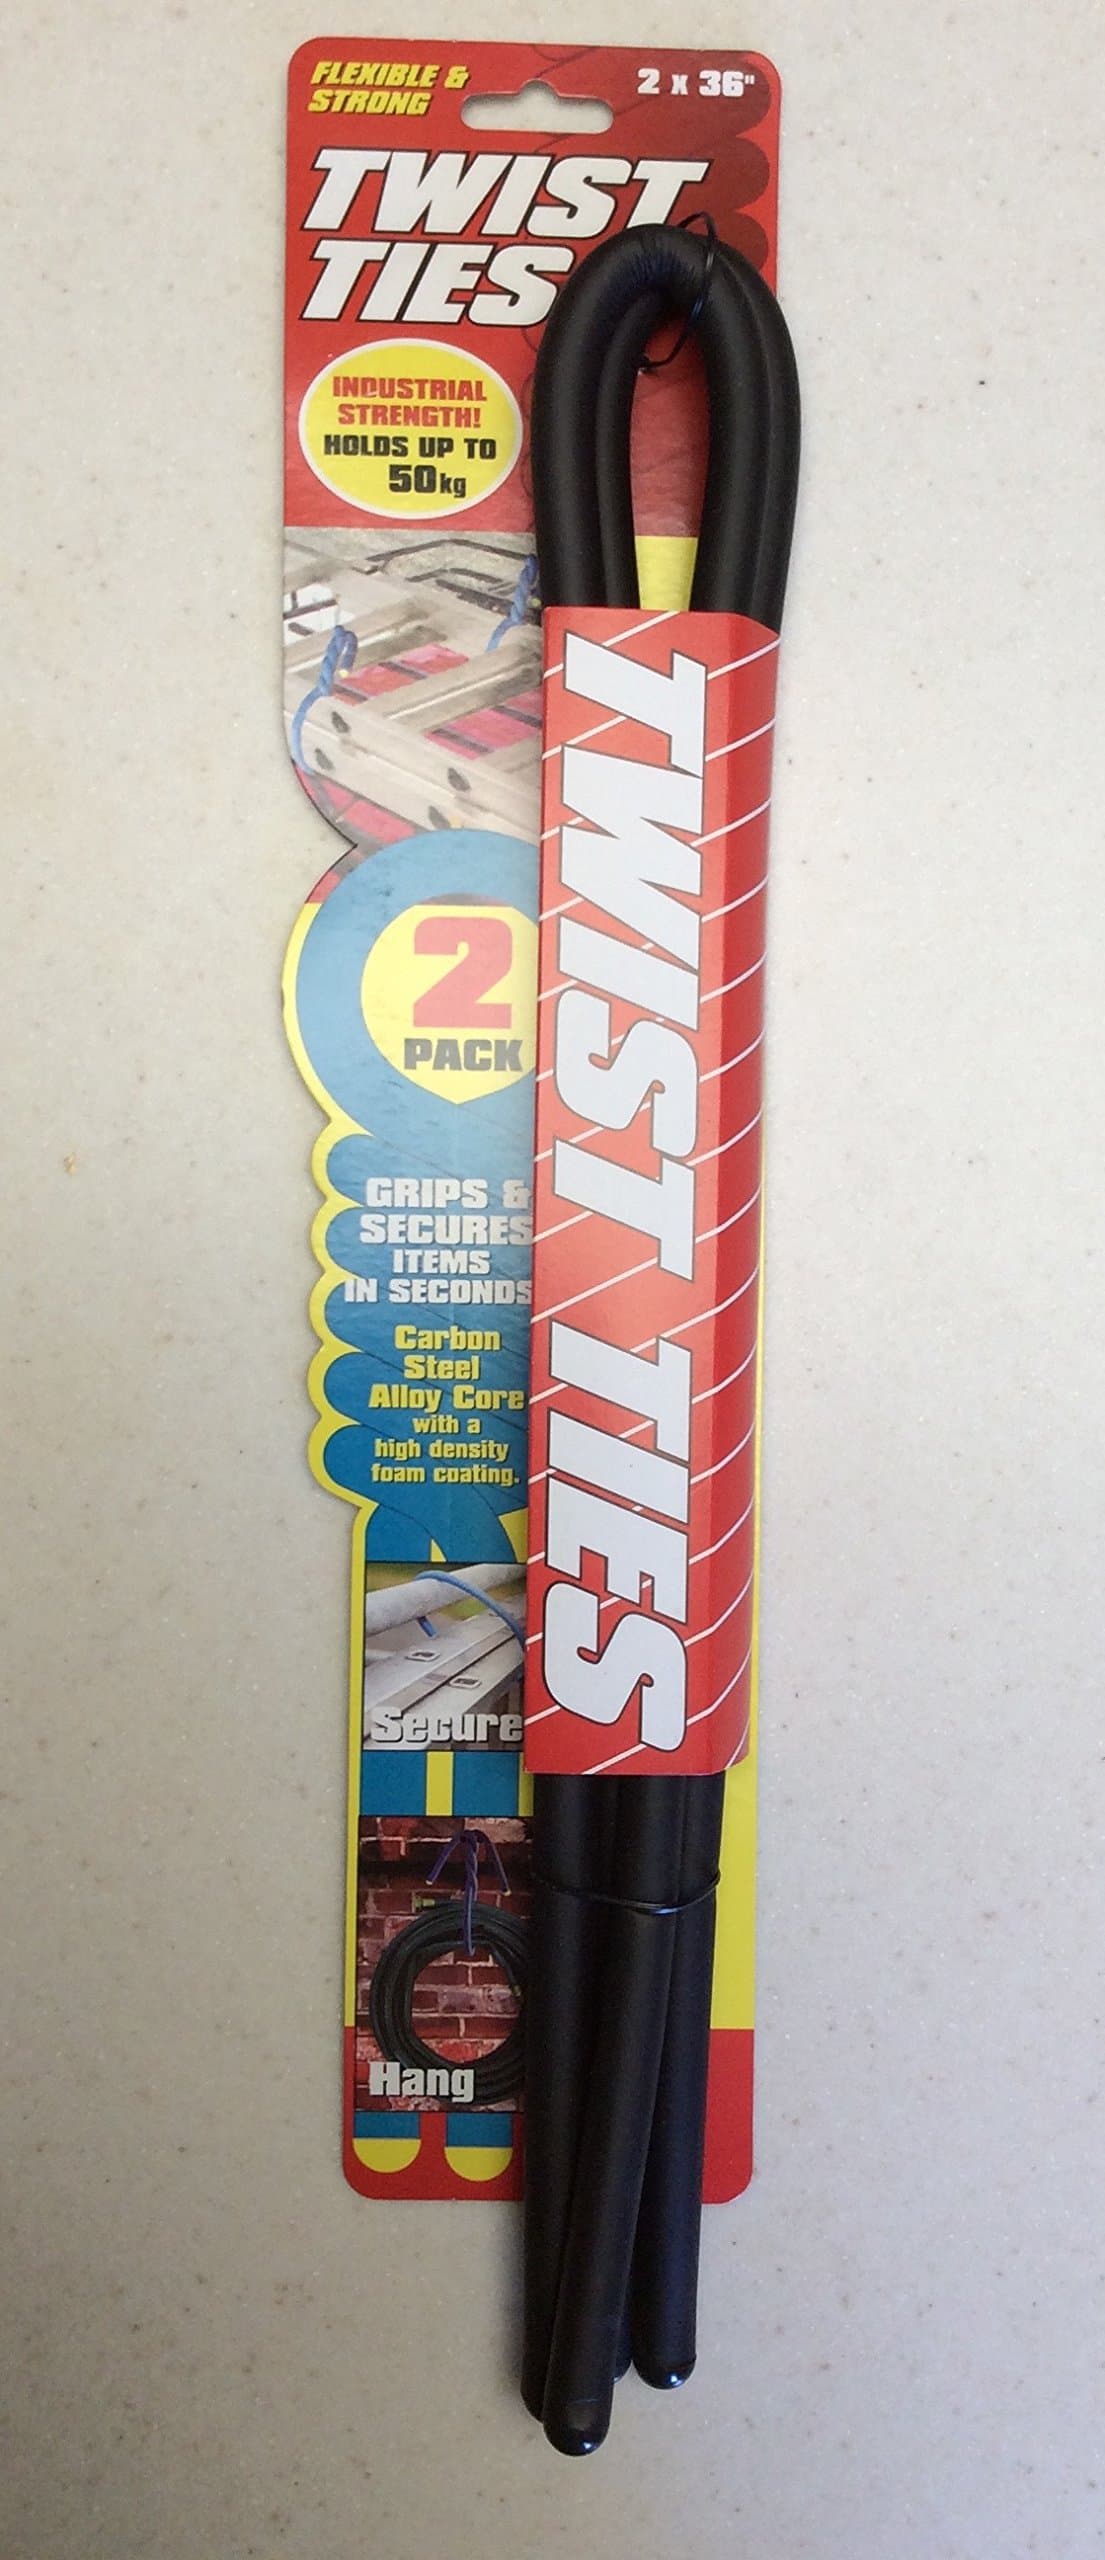 FLEXIBLE &
STRONG
2 x 36"
TWIST
TIES
INDUSTRIAL
STRENGTH!
HOLDS UP TO
50kg
TWIST TIES
2
PACK
GRIPS &
SECURES
ITEMS
IN SECONDS
Carbon
Steel
Alloy Core
with a
high density
foam coating.
Secure
Hang